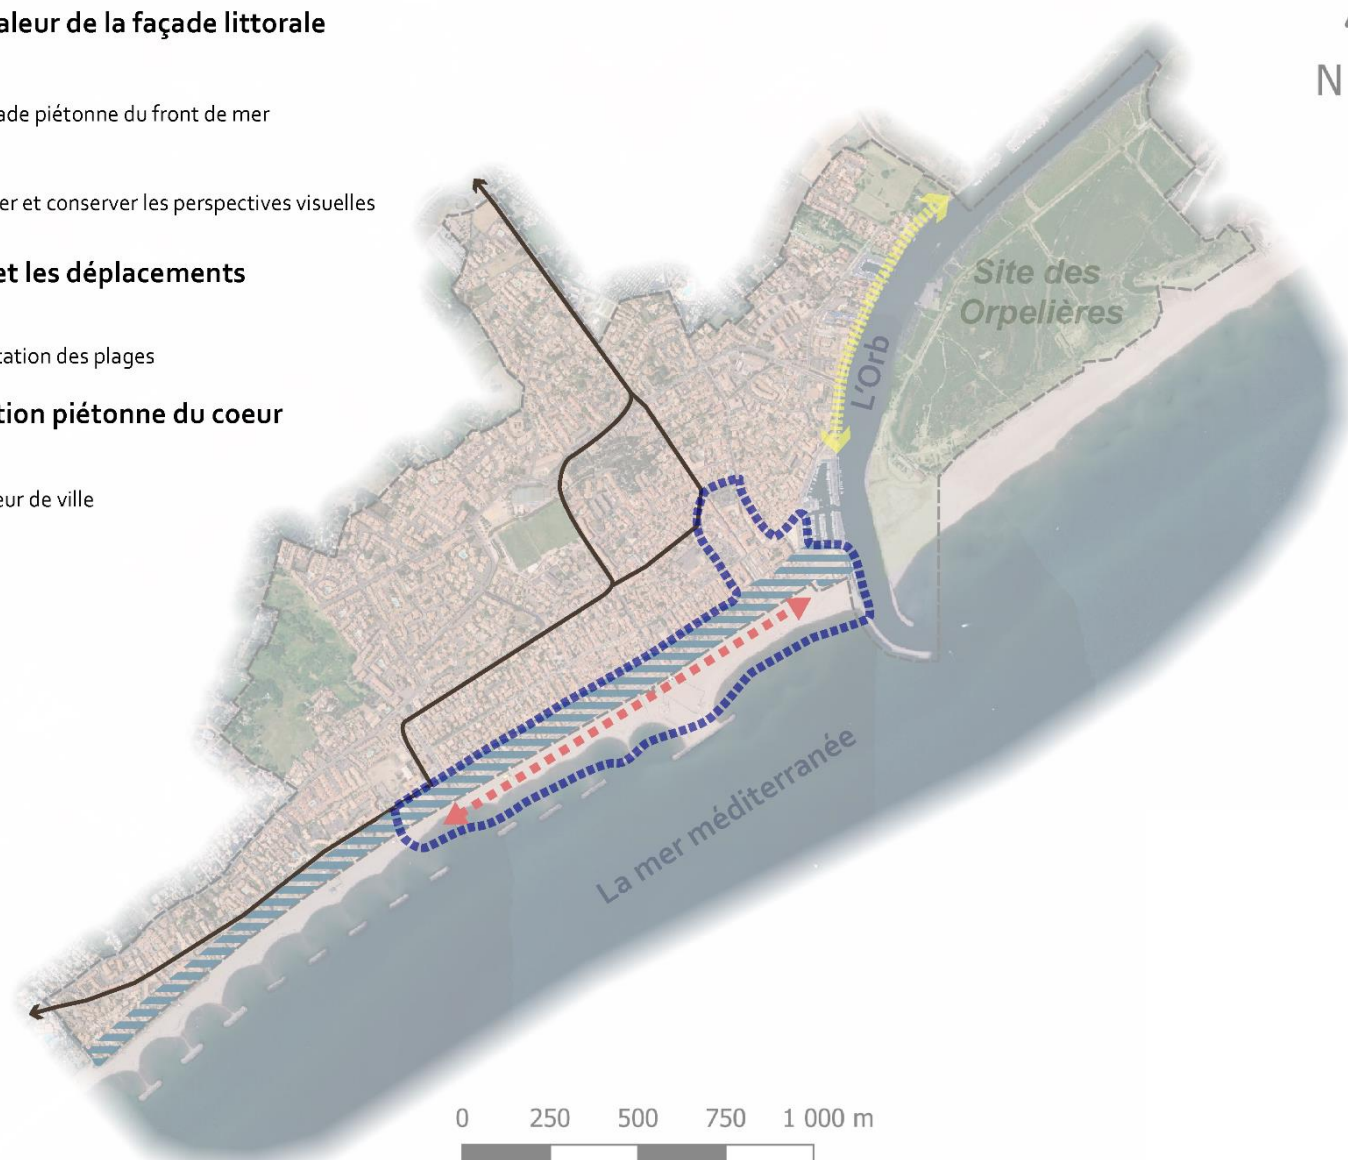 aleur de la façade littorale
ade piétonne du front de mer
er et conserver les perspectives visuelles
et les déplacements
tation des plages
tion piétonne du coeur
eur de ville
N
Site des
Orpelières
L'Orb
La mer méditerranée
0 250 500 750 1 000 m